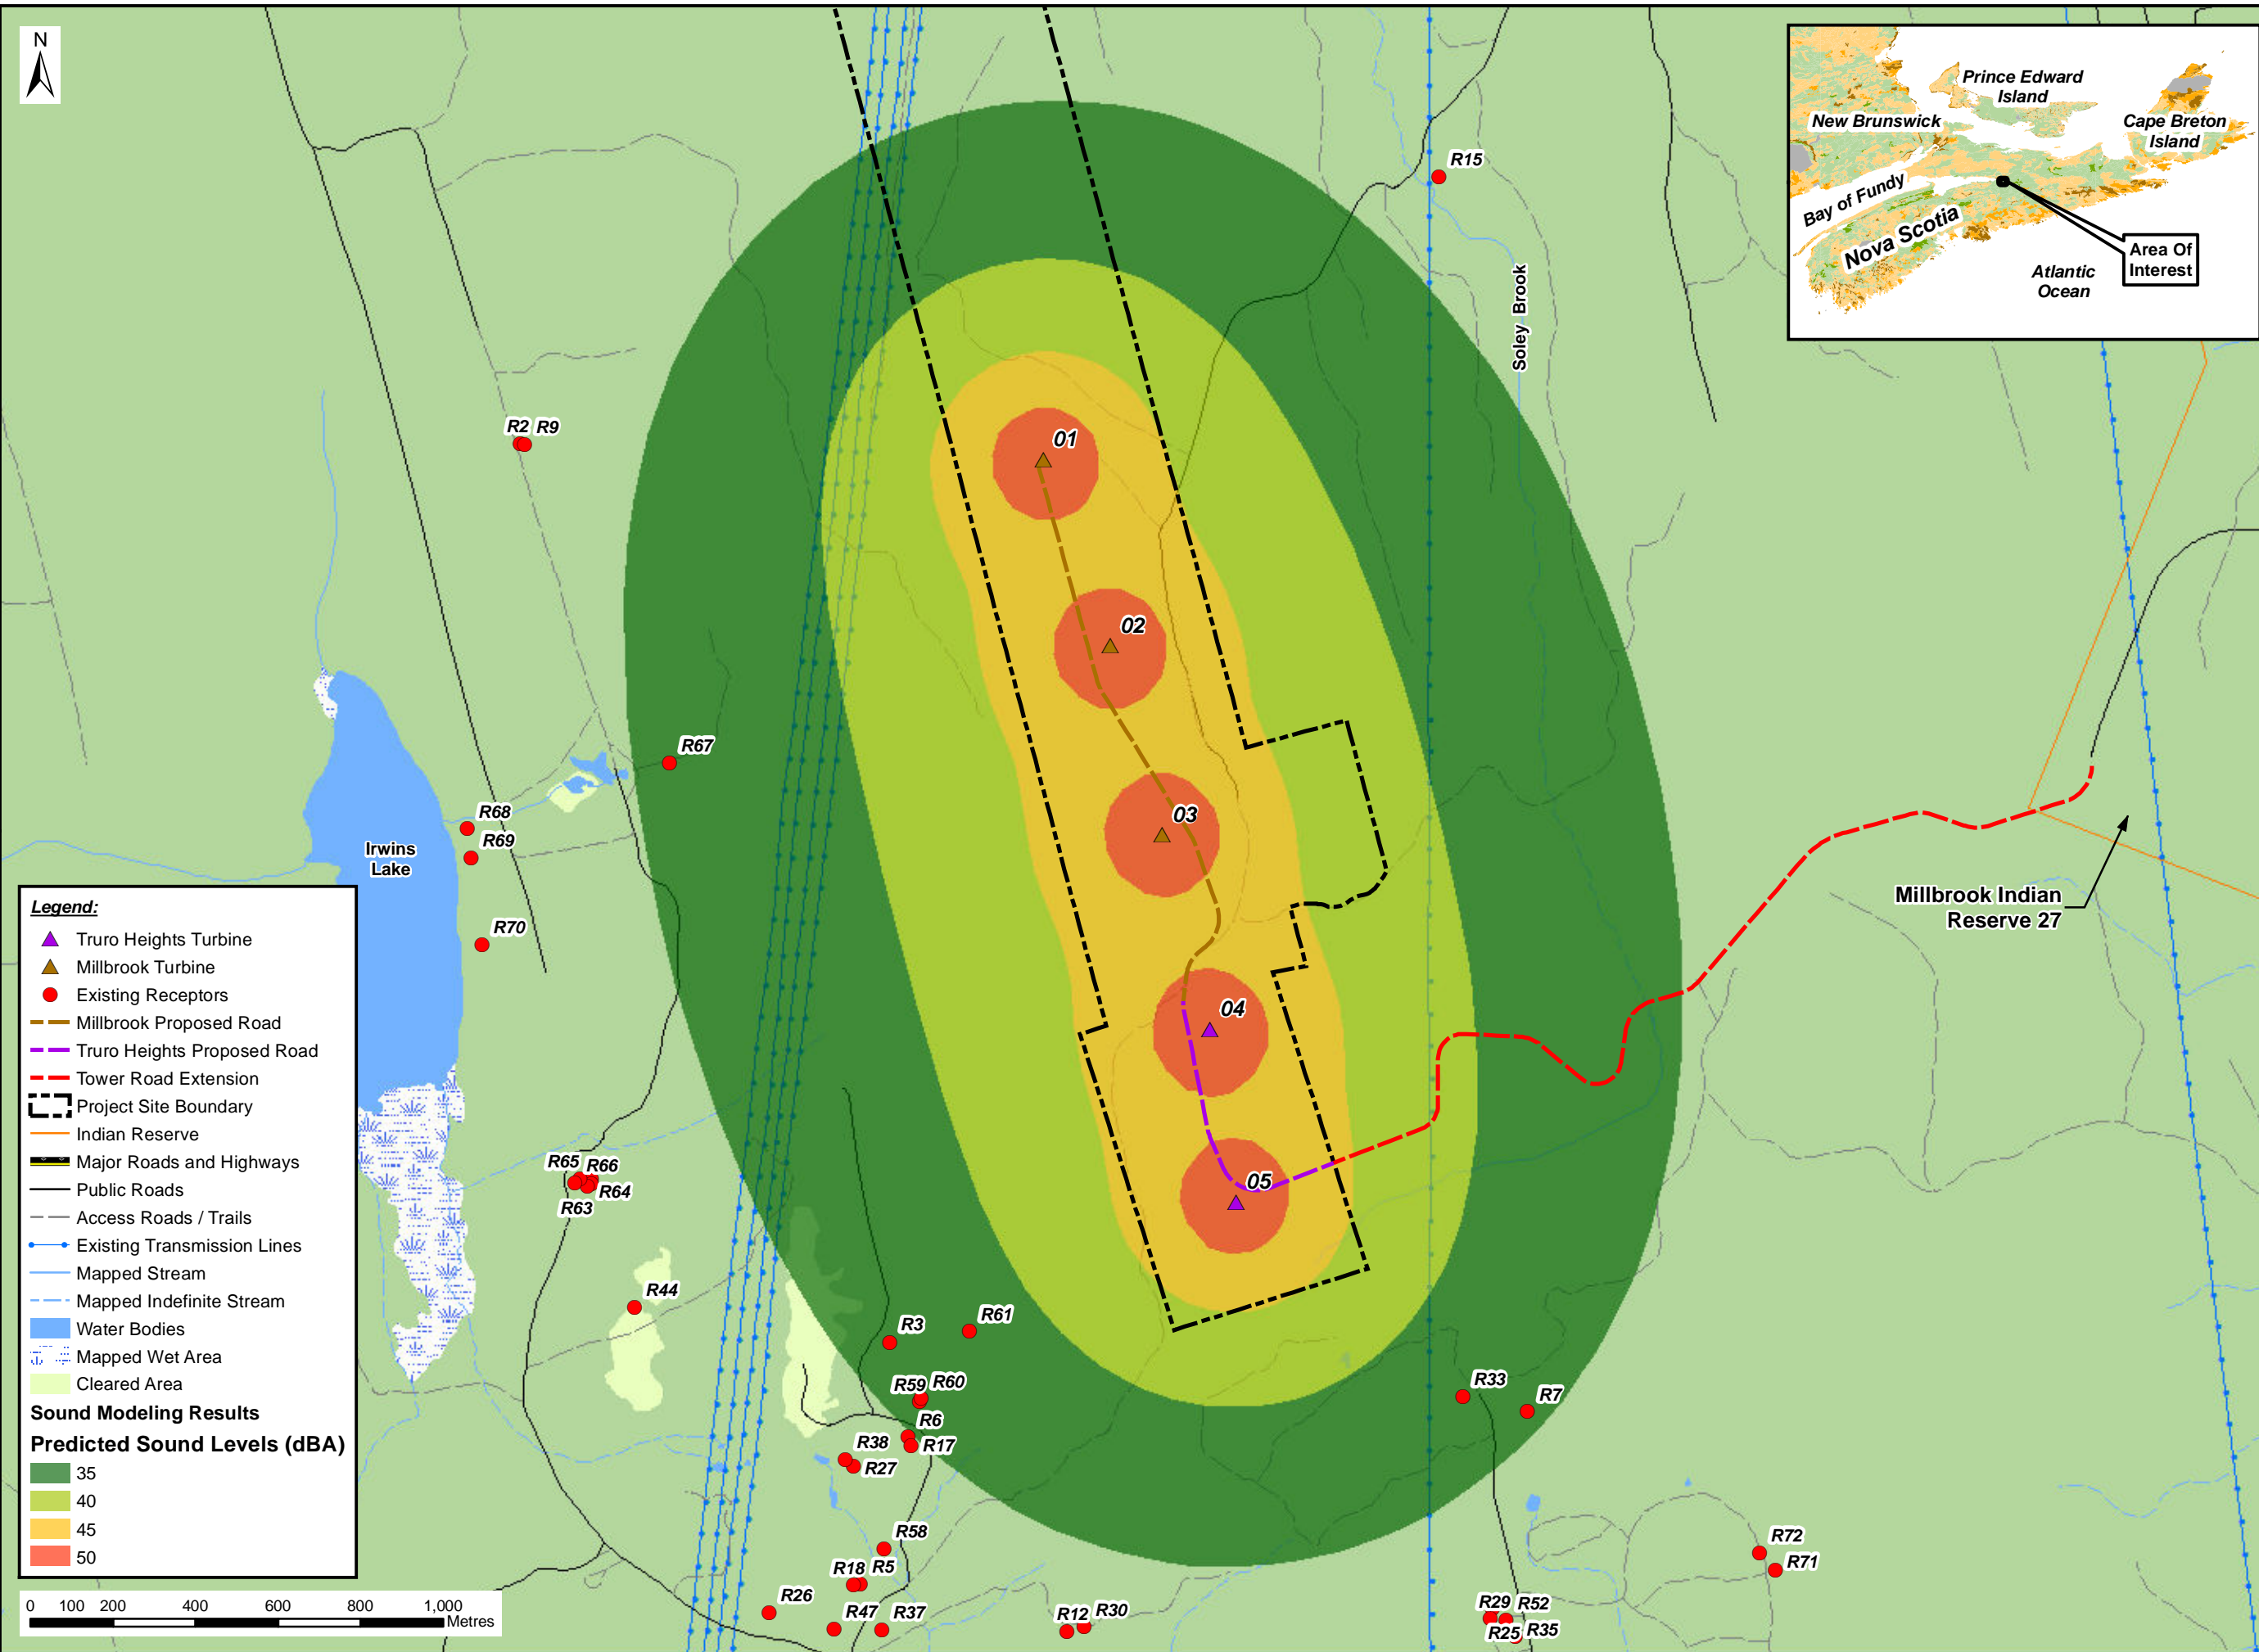 N
Prince Edward
Island
New Brunswick
Cape Breton
Island
Bay of Fundy
Nova Scotia
Area Of
Interest
Atlantic
Ocean
R15
Soley Brook
R2 R9
01
02
R67
03
R68
R69
Irwins
Lake
R70
Millbrook Indian
Reserve 27
04
05
R65 R66
R64
R63
R44
R3
R61
R59 R60
R6
R17
R38
R27
R33
R7
R58
R18 R5
R26
R47 R37
R12 R30
R72
R71
R29 R52
R25 R35
Legend:
Truro Heights Turbine
Millbrook Turbine
Existing Receptors
Millbrook Proposed Road
Truro Heights Proposed Road
Tower Road Extension
Project Site Boundary
Indian Reserve
Major Roads and Highways
Public Roads
Access Roads / Trails
Existing Transmission Lines
Mapped Stream
Mapped Indefinite Stream
Water Bodies
Mapped Wet Area
Cleared Area
Sound Modeling Results
Predicted Sound Levels (dBA)
35
40
45
50
0 100 200 400 600 800 1,000
Metres